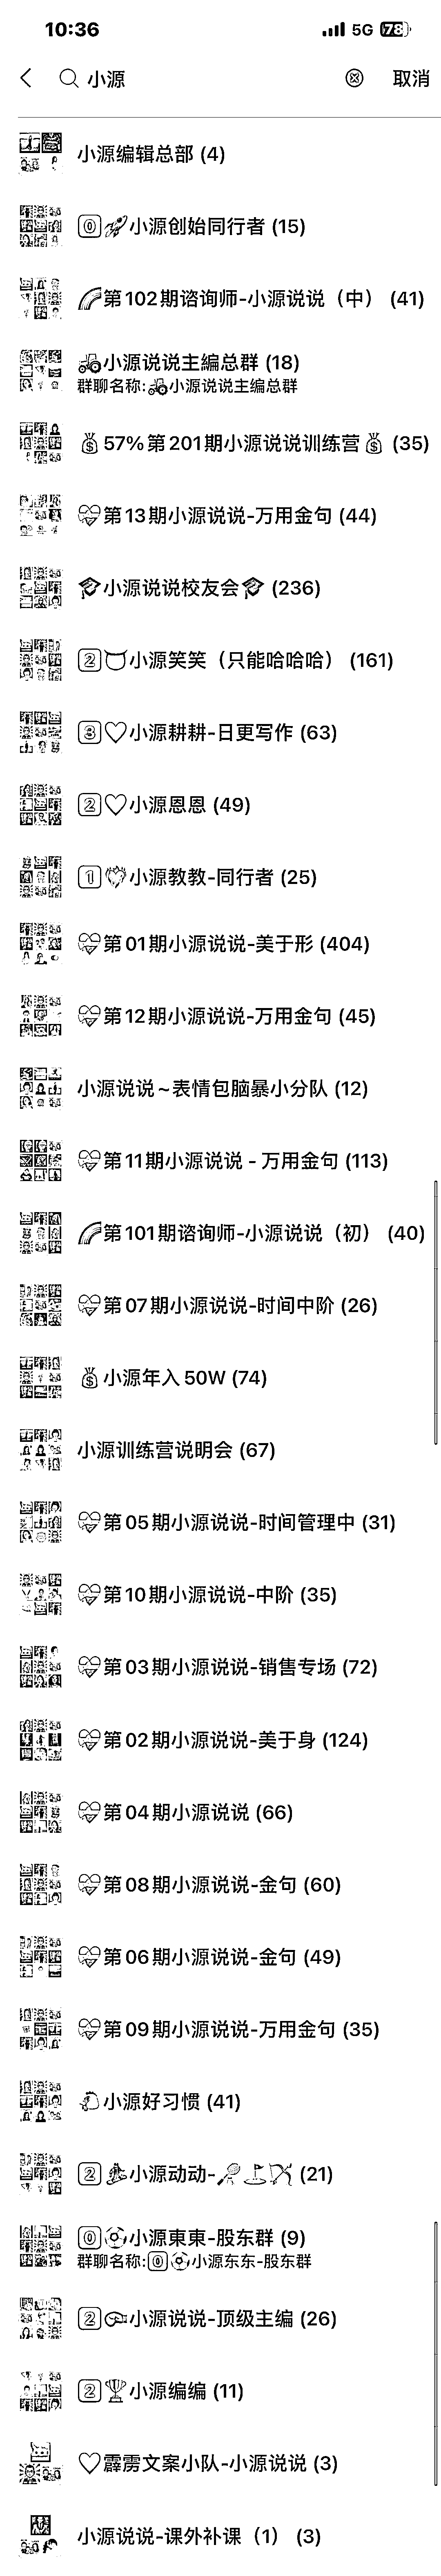 10:36 5G 78
小源 取消
小源编辑总部 (4)
0️⃣🚀小源创始同行者 (15)
🌈第102期谘询师-小源说说（中） (41)
🚜小源说说主编总群 (18)
群聊名称:🚜小源说说主编总群
💰57%第201期小源说说训练营💰 (35)
💝第13期小源说说-万用金句 (44)
🎓小源说说校友会🎓 (236)
2️⃣小源笑笑（只能哈哈哈） (161)
3️⃣♡小源耕耕-日更写作 (63)
2️⃣♡小源恩恩 (49)
1️⃣❤️‍🔥小源教教-同行者 (25)
💝第01期小源说说-美于形 (404)
💝第12期小源说说-万用金句 (45)
小源说说~表情包脑暴小分队 (12)
💝第11期小源说说 - 万用金句 (113)
🌈第101期谘询师-小源说说（初） (40)
💝第07期小源说说-时间中阶 (26)
💰小源年入50W (74)
小源训练营说明会 (67)
💝第05期小源说说-时间管理中 (31)
💝第10期小源说说-中阶 (35)
💝第03期小源说说-销售专场 (72)
💝第02期小源说说-美于身 (124)
💝第04期小源说说 (66)
💝第08期小源说说-金句 (60)
💝第06期小源说说-金句 (49)
💝第09期小源说说-万用金句 (35)
小源好习惯 (41)
2️⃣小源动动-🏸⛳🏹 (21)
0️⃣⚽小源東東-股东群 (9)
群聊名称:0️⃣⚽小源东东-股东群
2️⃣小源说说-顶级主编 (26)
2️⃣🏆小源编编 (11)
♡霹雳文案小队-小源说说 (3)
小源说说-课外补课（1） (3)